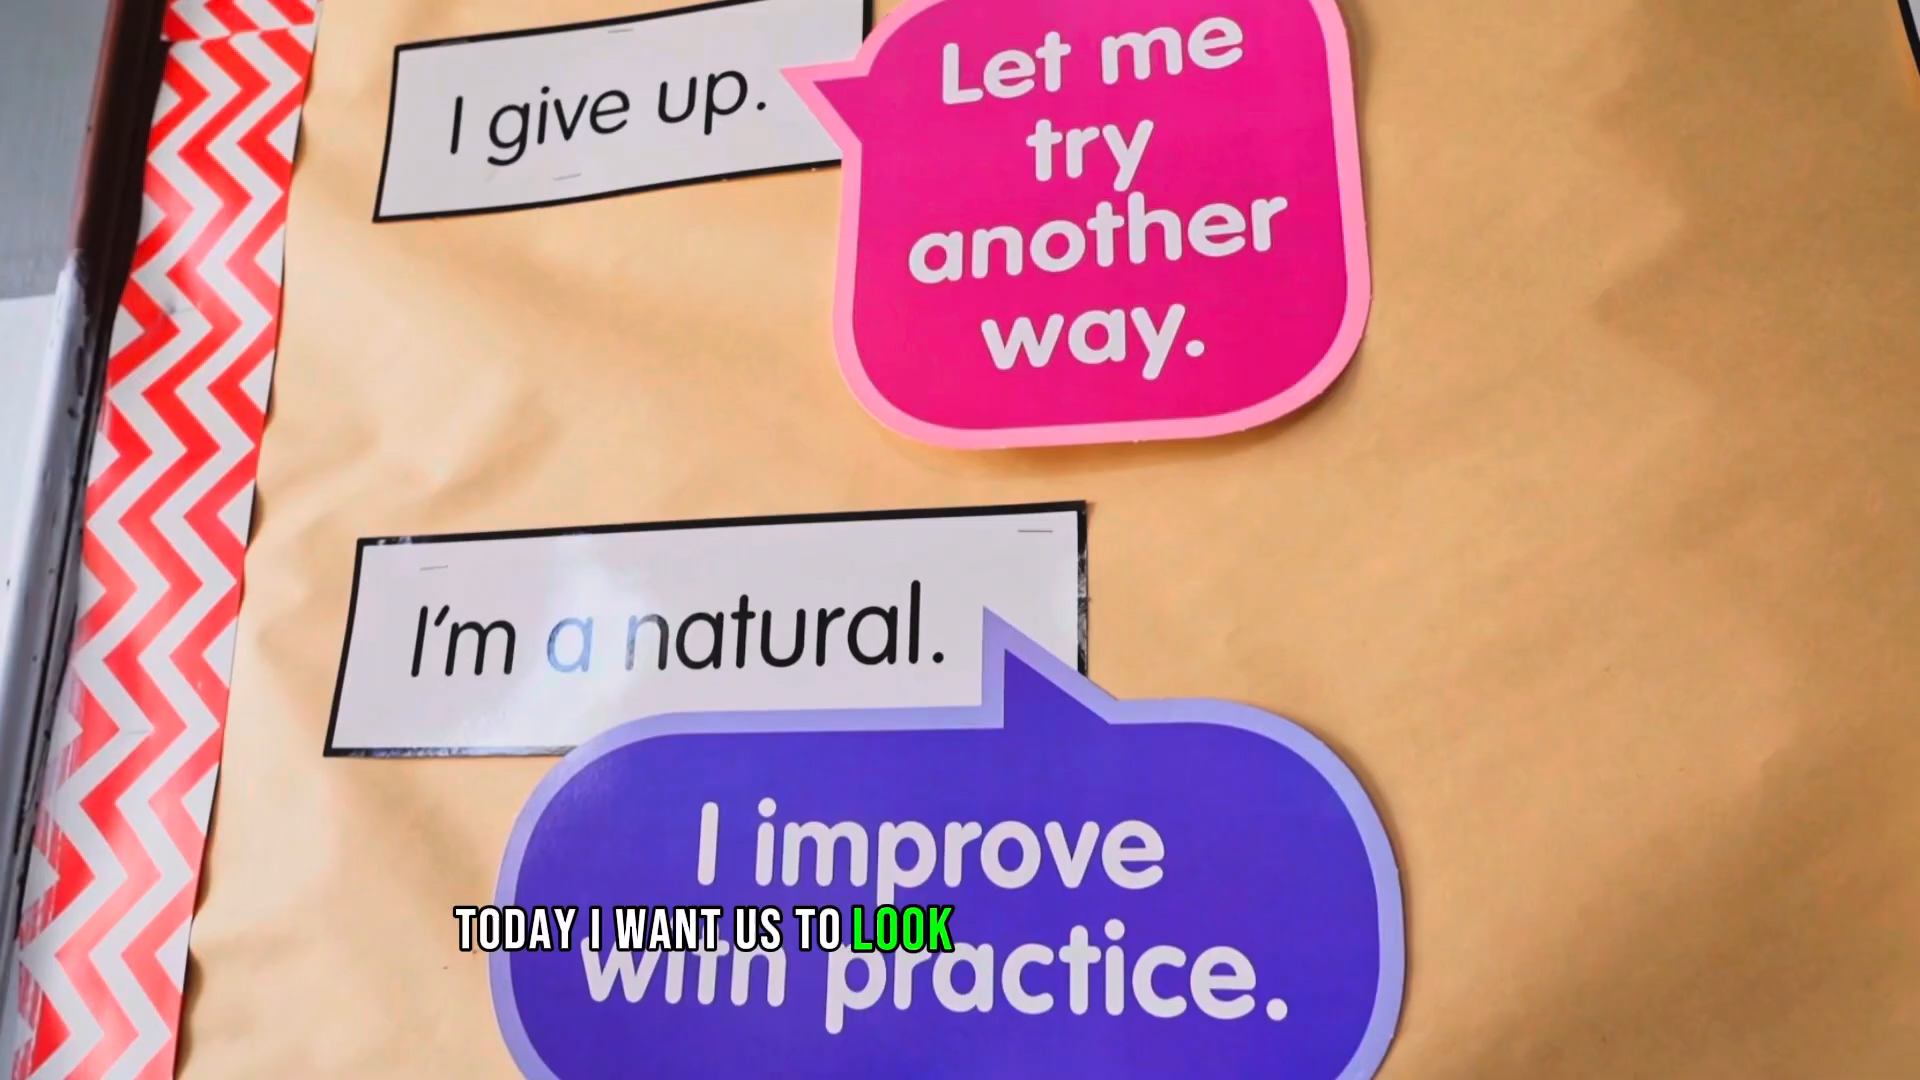 I give up.
Let me
try
another
way.
I'm a natural.
I improve
with practice.
TODAY I WANT US TO LOOK